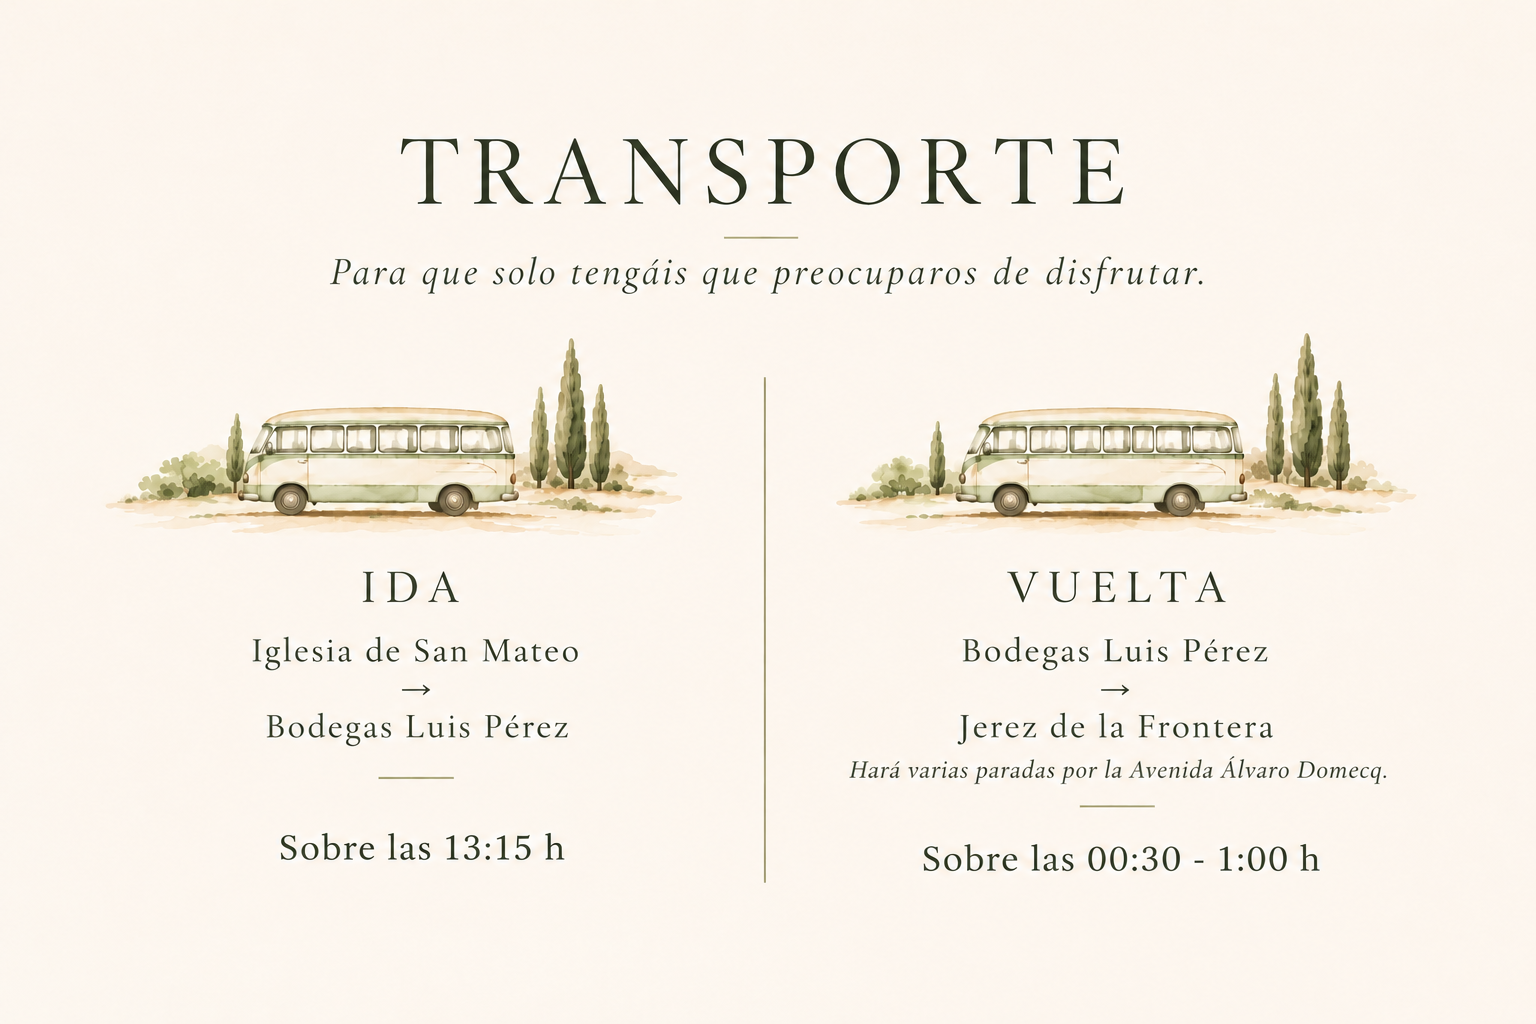 TRANSPORTE
Para que solo tengáis que preocuparos de disfrutar.
IDA
Iglesia de San Mateo
→
Bodegas Luis Pérez
Sobre las 13:15 h
VUELTA
Bodegas Luis Pérez
→
Jerez de la Frontera
Hará varias paradas por la Avenida Álvaro Domecq.
Sobre las 00:30 - 1:00 h